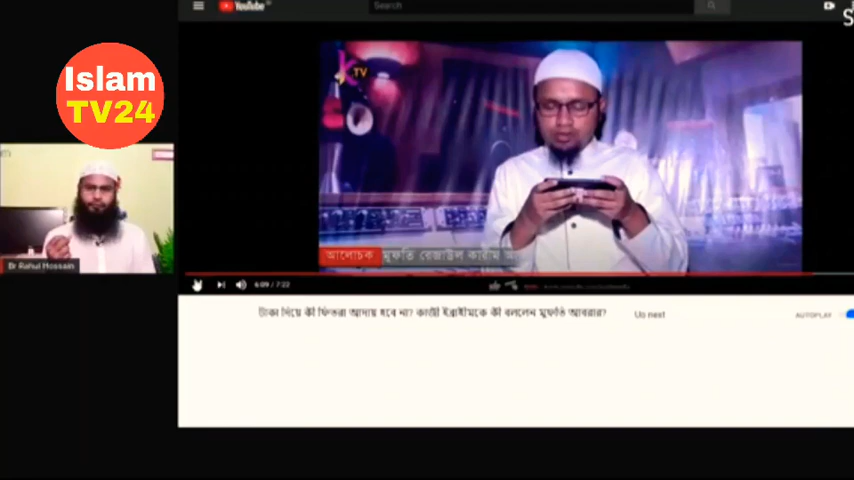 YouTube
Search
S
Islam
TV24
TV
আলোচক মুফতি রেজাউল কারীম
Dr Rahul Hossain
6:09 / 7:22
টাকা দিয়ে কী ফিতরা আদায় হবে না? কাজী ইব্রাহীমকে কী বললেন মুফতি আবরার?
Up next
AUTOPLAY